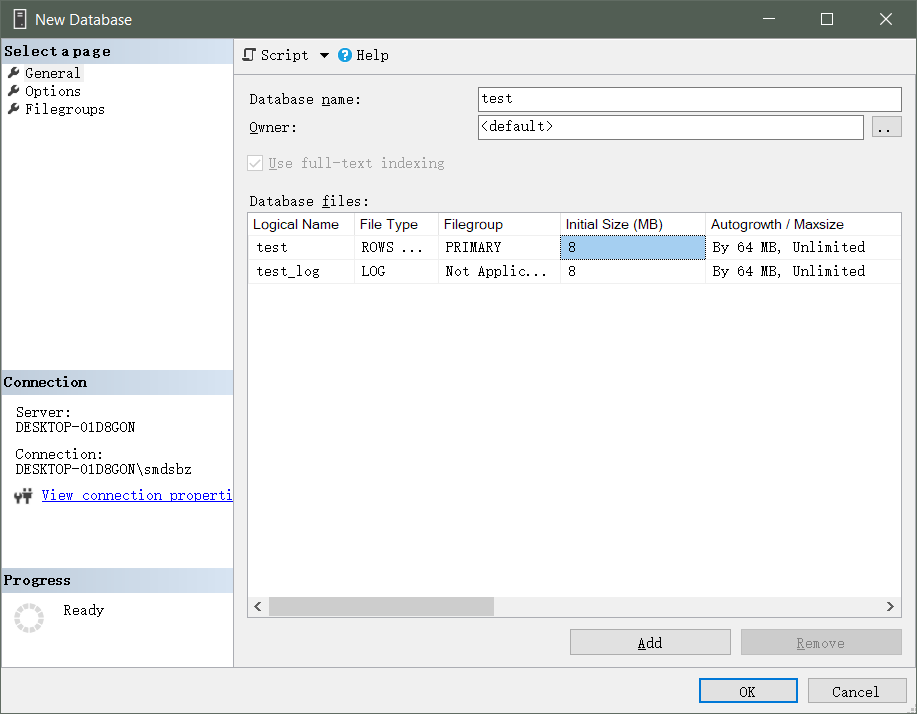 New Database
Select a page
General
Options
Filegroups
Script Help
Database name: test
Owner: <default> ..
Use full-text indexing
Database files:
Logical Name File Type Filegroup Initial Size (MB) Autogrowth / Maxsize
test ROWS ... PRIMARY 8 By 64 MB, Unlimited
test_log LOG Not Applic... 8 By 64 MB, Unlimited
Connection
Server:
DESKTOP-01D8GON
Connection:
DESKTOP-01D8GON\smdsbz
View connection properti
Progress
Ready
Add Remove
OK Cancel